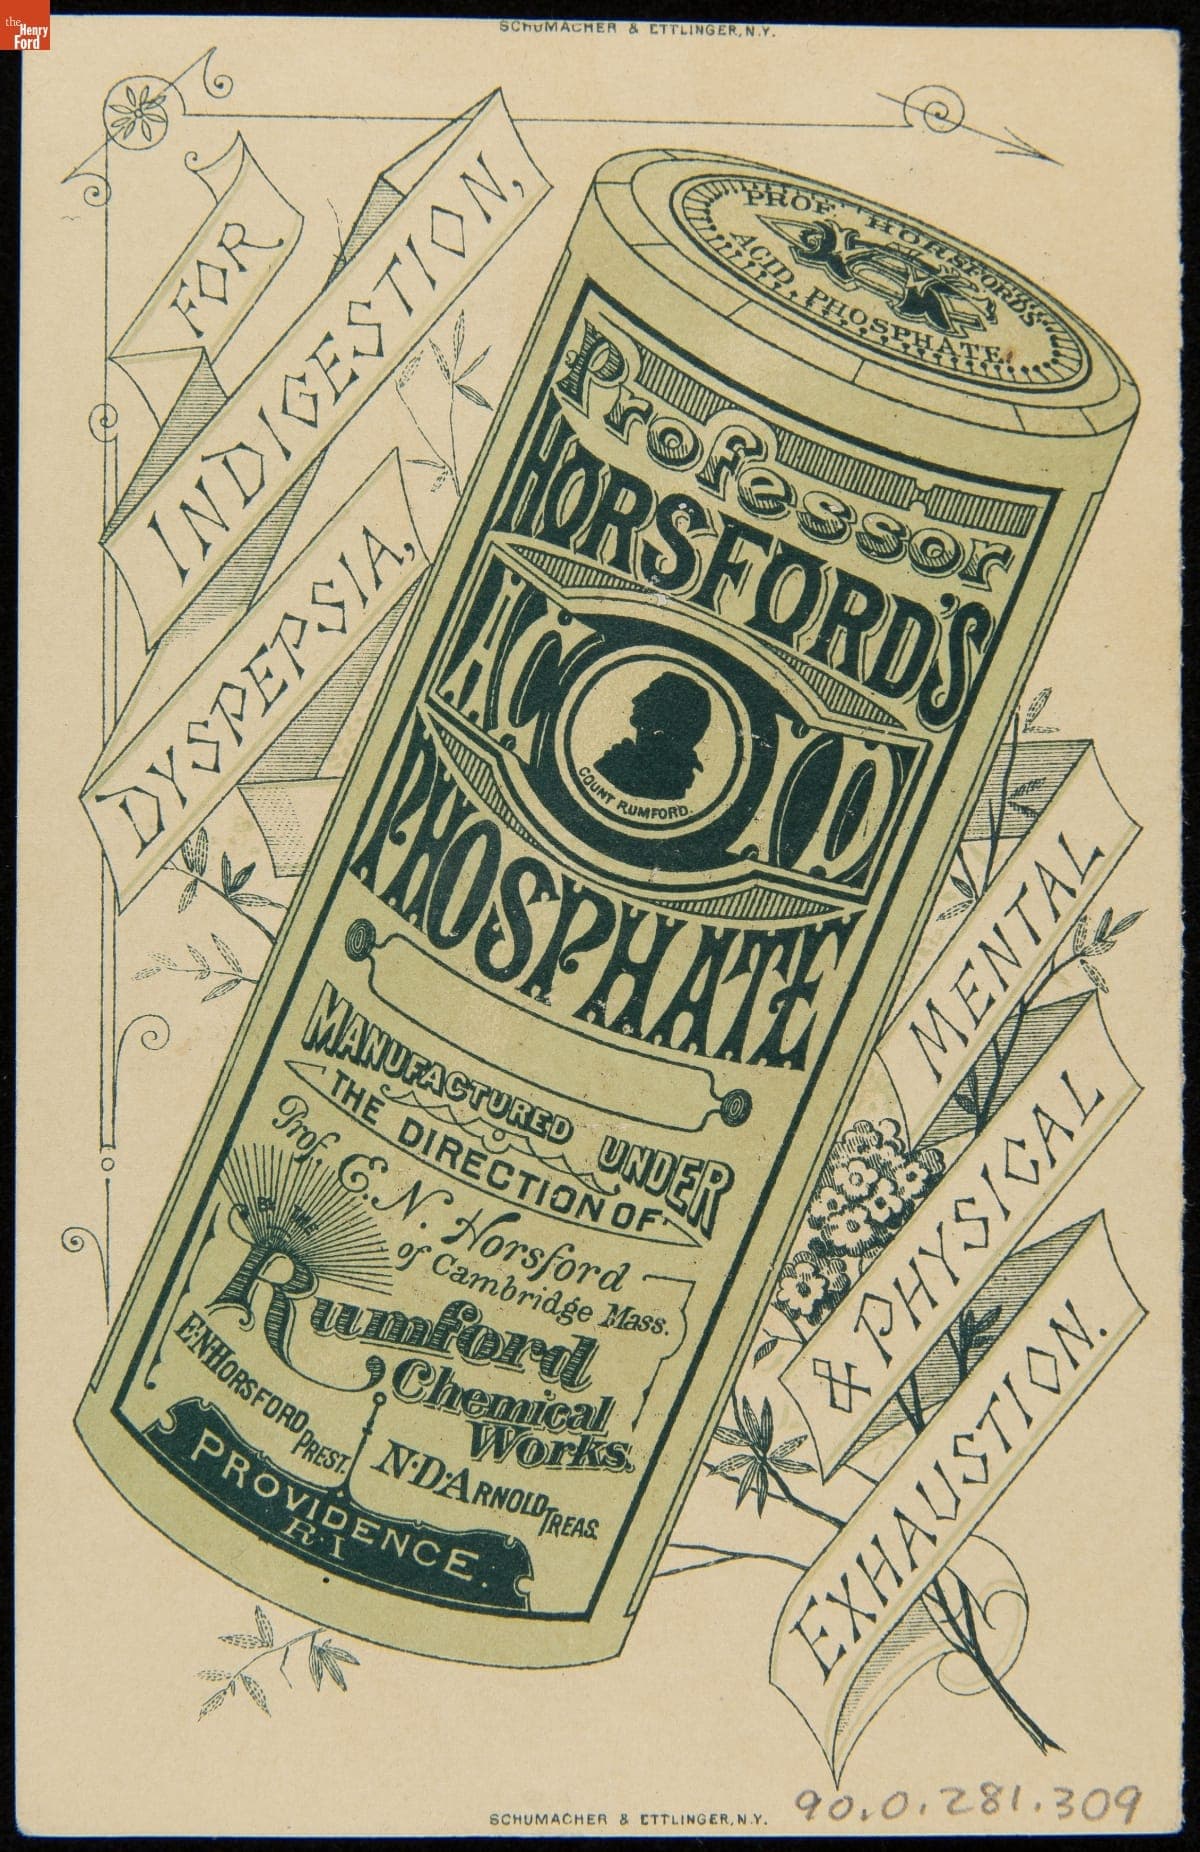 the
Henry
Ford
SCHUMACHER & ETTLINGER, N.Y.
FOR
INDIGESTION,
DYSPEPSIA,
MENTAL
& PHYSICAL
EXHAUSTION.
PROF HORSFORD'S
ACID PHOSPHATE.
Professor
HORSFORD'S
ACID
COUNT RUMFORD.
PHOSPHATE
MANUFACTURED UNDER
THE DIRECTION OF
Prof. E. N. Horsford
of Cambridge Mass.
BY THE
Rumford
Chemical
Works.
E.N. HORSFORD, PREST.
N.D. ARNOLD TREAS.
PROVIDENCE.
R.I
SCHUMACHER & ETTLINGER, N.Y.
90.0.281.309